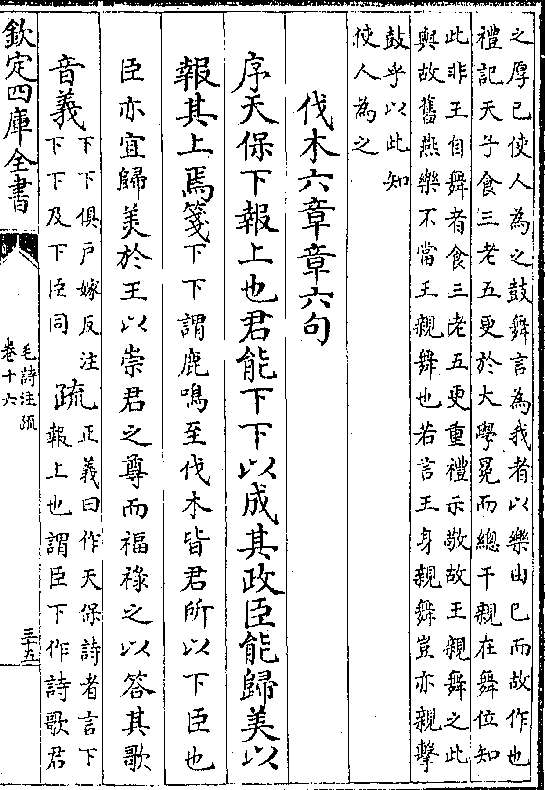 之厚已使人為之鼓舞言為我者以樂由已而故作也
禮記天子食三老五更於大學冕而總干親在舞位知
此非王自舞者食三老五更重禮示敬故王親舞之此
與故舊燕樂不當王親舞也若言王身親舞豈亦親擊
鼓乎以此知
使人為之
伐木六章章六句
序天保下報上也君能下下以成其政臣能歸美以
報其上焉箋下下謂鹿鳴至伐木皆君所以下臣也
臣亦宜歸美於王以崇君之尊而福祿之以答其歌
音義下下俱戶嫁反注
下下及下臣同
疏正義曰作天保詩者言下
報上也謂臣下作詩歌君
欽定四庫全書
毛詩注疏
卷十六
三十五